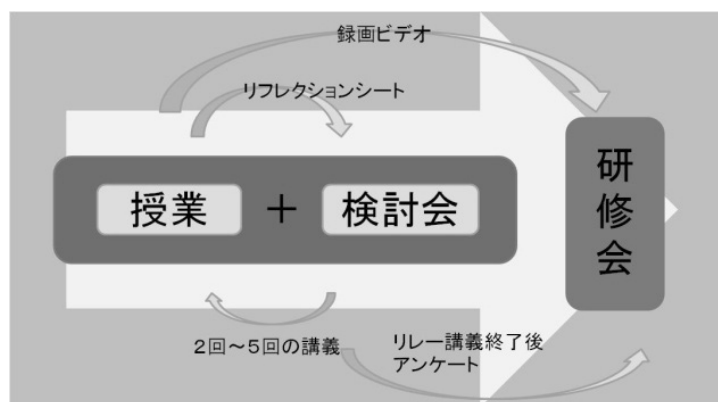 録画ビデオ
リフレクションシート
授業 + 検討会
研修会
2回~5回の講義
リレー講義終了後
アンケート